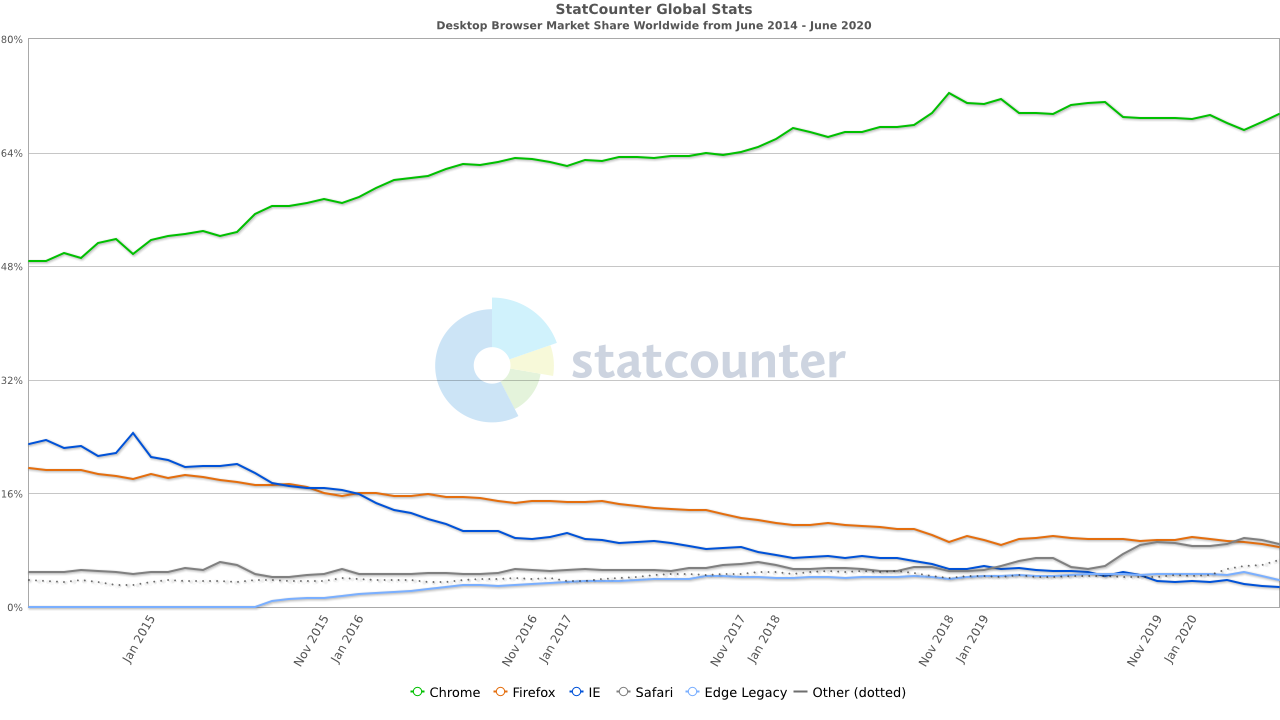 StatCounter Global Stats
Desktop Browser Market Share Worldwide from June 2014 - June 2020
80%
64%
48%
32%
16%
0%
statcounter
Jan 2015
Nov 2015
Jan 2016
Nov 2016
Jan 2017
Nov 2017
Jan 2018
Nov 2018
Jan 2019
Nov 2019
Jan 2020
Chrome Firefox IE Safari Edge Legacy Other (dotted)